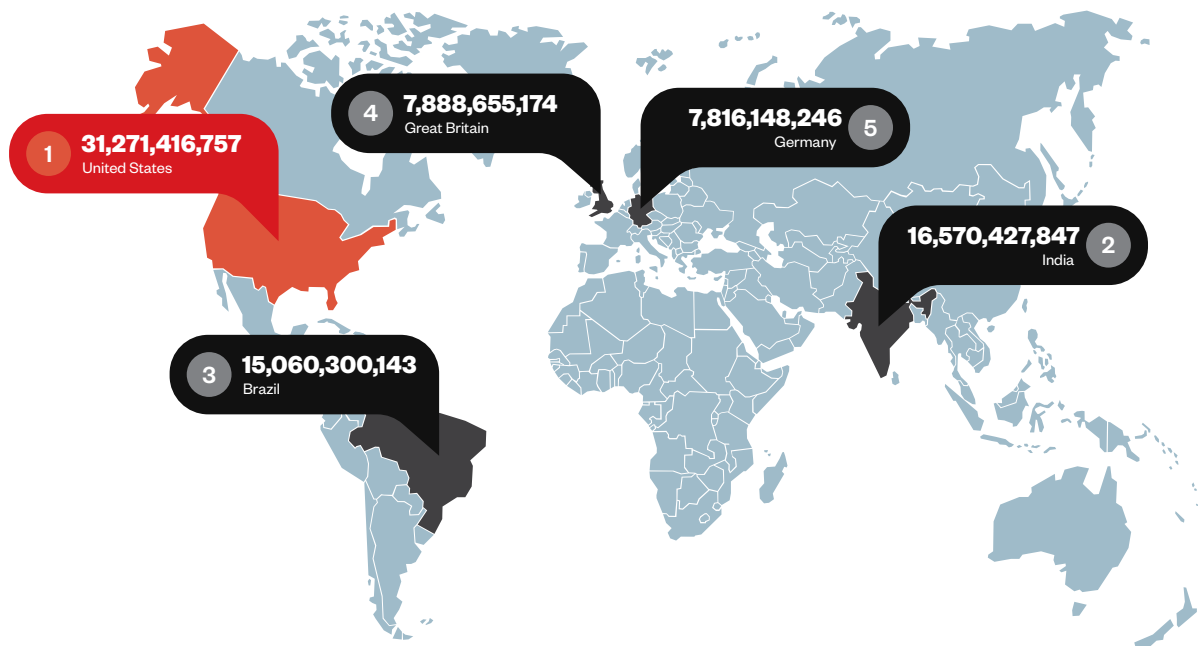 4
7,888,655,174
Great Britain
7,816,148,246
Germany
5
1
31,271,416,757
United States
16,570,427,847
India
2
3
15,060,300,143
Brazil